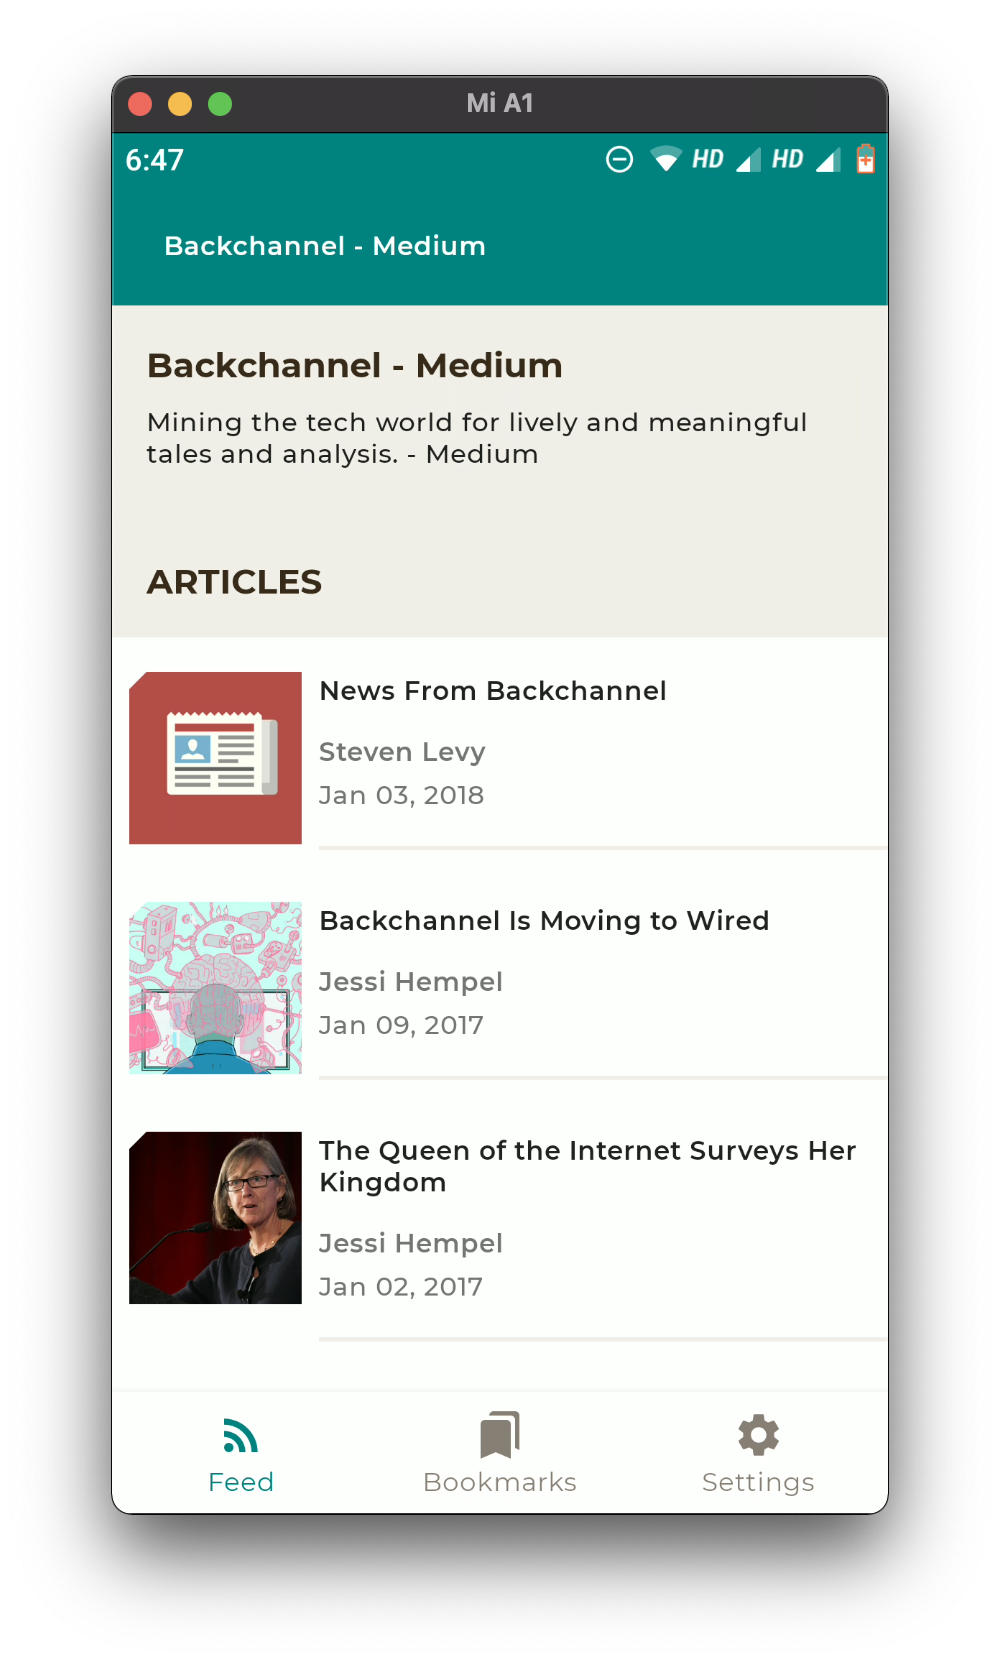 Mi A1
6:47
HD
HD
Backchannel - Medium
Backchannel - Medium
Mining the tech world for lively and meaningful
tales and analysis. - Medium
ARTICLES
News From Backchannel
Steven Levy
Jan 03, 2018
Backchannel Is Moving to Wired
Jessi Hempel
Jan 09, 2017
The Queen of the Internet Surveys Her
Kingdom
Jessi Hempel
Jan 02, 2017
Feed
Bookmarks
Settings